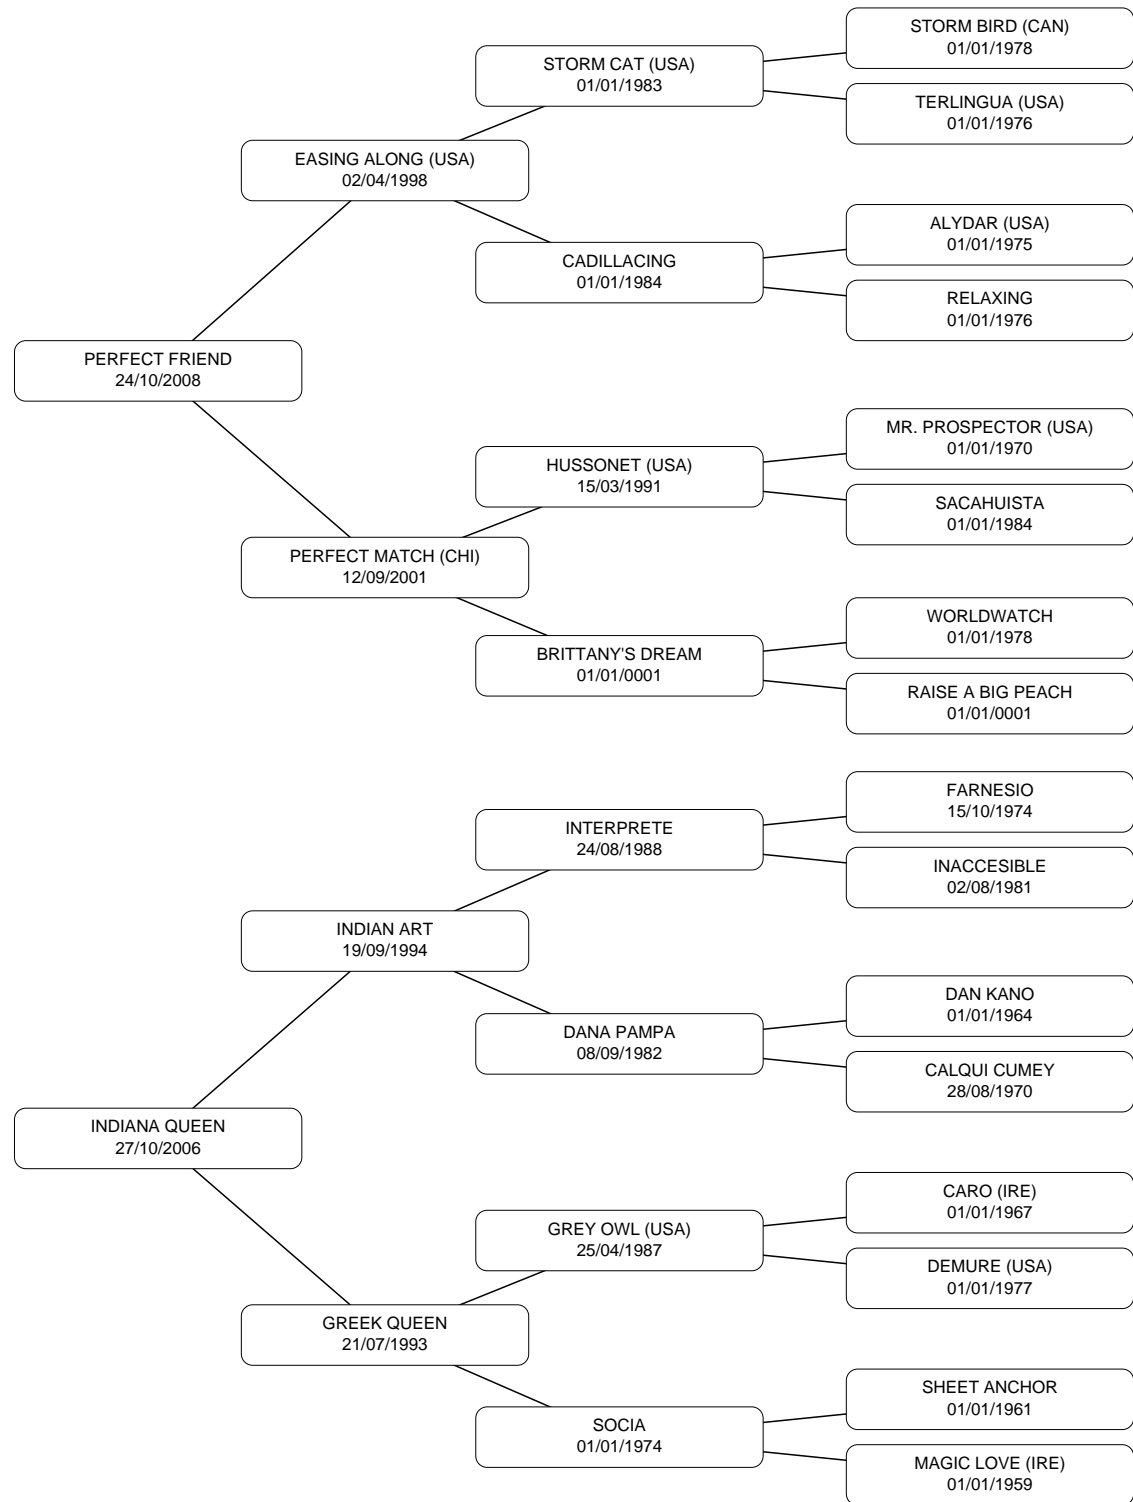 STORM BIRD (CAN)
01/01/1978
STORM CAT (USA)
01/01/1983
TERLINGUA (USA)
01/01/1976
EASING ALONG (USA)
02/04/1998
ALYDAR (USA)
01/01/1975
CADILLACING
01/01/1984
RELAXING
01/01/1976
PERFECT FRIEND
24/10/2008
MR. PROSPECTOR (USA)
01/01/1970
HUSSONET (USA)
15/03/1991
SACAHUISTA
01/01/1984
PERFECT MATCH (CHI)
12/09/2001
WORLDWATCH
01/01/1978
BRITTANY'S DREAM
01/01/0001
RAISE A BIG PEACH
01/01/0001
FARNESIO
15/10/1974
INTERPRETE
24/08/1988
INACCESIBLE
02/08/1981
INDIAN ART
19/09/1994
DAN KANO
01/01/1964
DANA PAMPA
08/09/1982
CALQUI CUMEY
28/08/1970
INDIANA QUEEN
27/10/2006
CARO (IRE)
01/01/1967
GREY OWL (USA)
25/04/1987
DEMURE (USA)
01/01/1977
GREEK QUEEN
21/07/1993
SHEET ANCHOR
01/01/1961
SOCIA
01/01/1974
MAGIC LOVE (IRE)
01/01/1959